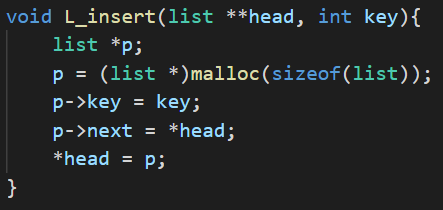 void L_insert(list **head, int key){
    list *p;
    p = (list *)malloc(sizeof(list));
    p->key = key;
    p->next = *head;
    *head = p;
}